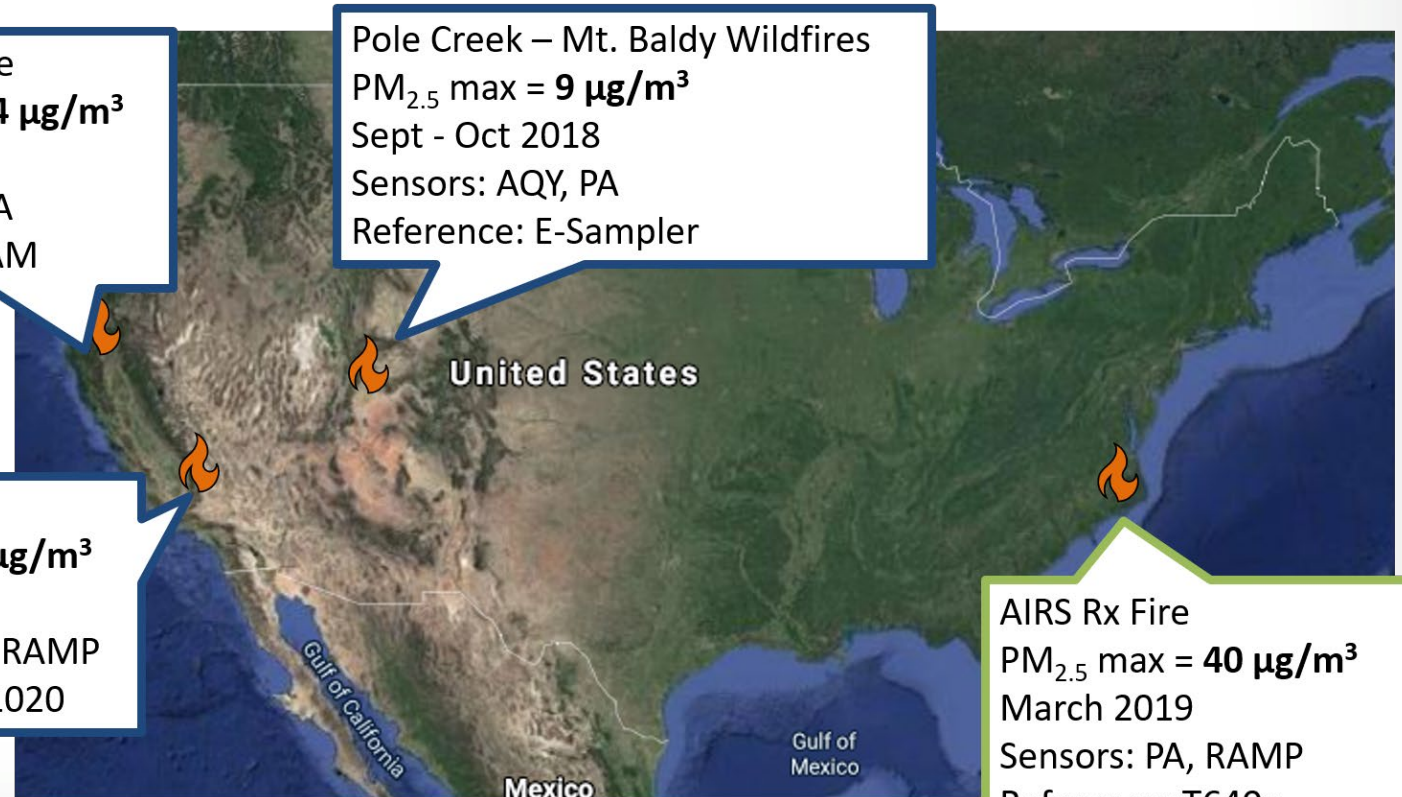 e
4 µg/m³
A
AM
Pole Creek – Mt. Baldy Wildfires
PM₂.₅ max = 9 µg/m³
Sept - Oct 2018
Sensors: AQY, PA
Reference: E-Sampler
United States
µg/m³
RAMP
1020
Gulf of California
Gulf of
Mexico
Mexico
AIRS Rx Fire
PM₂.₅ max = 40 µg/m³
March 2019
Sensors: PA, RAMP